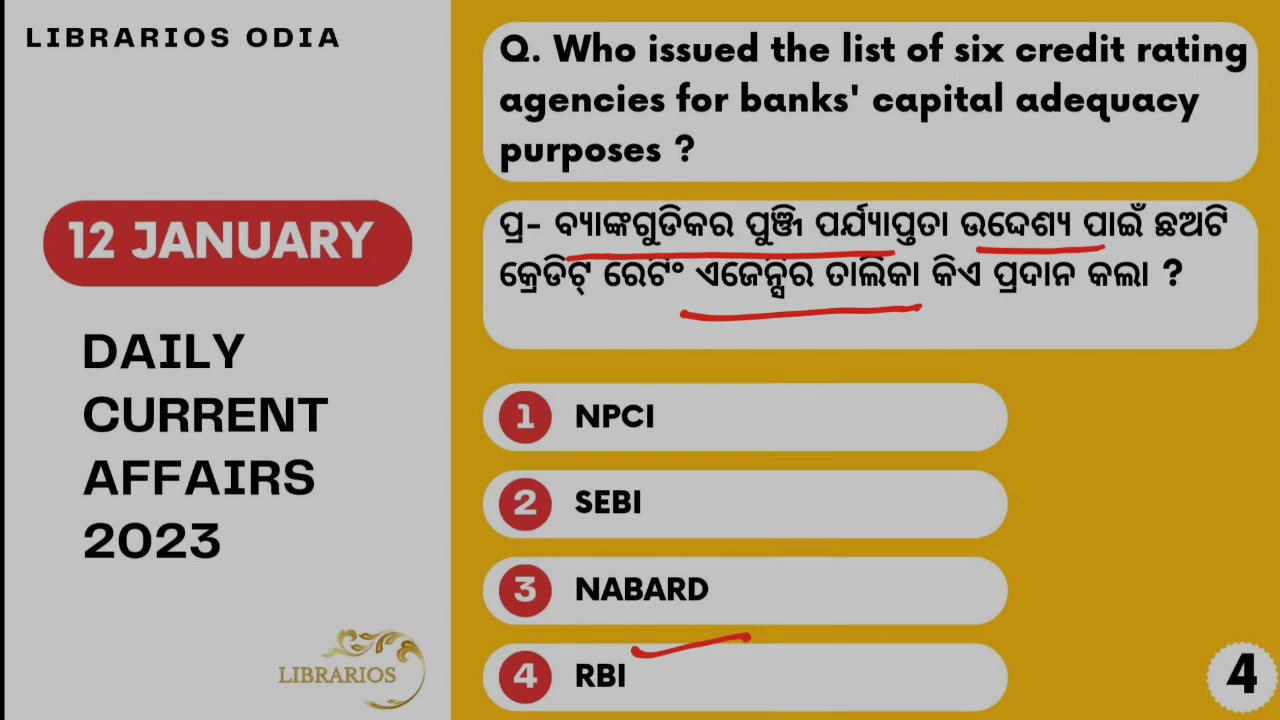 LIBRARIOS ODIA
12 JANUARY
DAILY
CURRENT
AFFAIRS
2023
LIBRARIOS
Q. Who issued the list of six credit rating
agencies for banks' capital adequacy
purposes ?
ପ୍ର- ବ୍ୟାଙ୍କଗୁଡିକର ପୁଞ୍ଜି ପର୍ଯ୍ୟାପ୍ତତା ଉଦ୍ଦେଶ୍ୟ ପାଇଁ ଛଅଟି
କ୍ରେଡିଟ୍ ରେଟିଂ ଏଜେନ୍ସିର ତାଲିକା କିଏ ପ୍ରଦାନ କଲା ?
1 NPCI
2 SEBI
3 NABARD
4 RBI
4